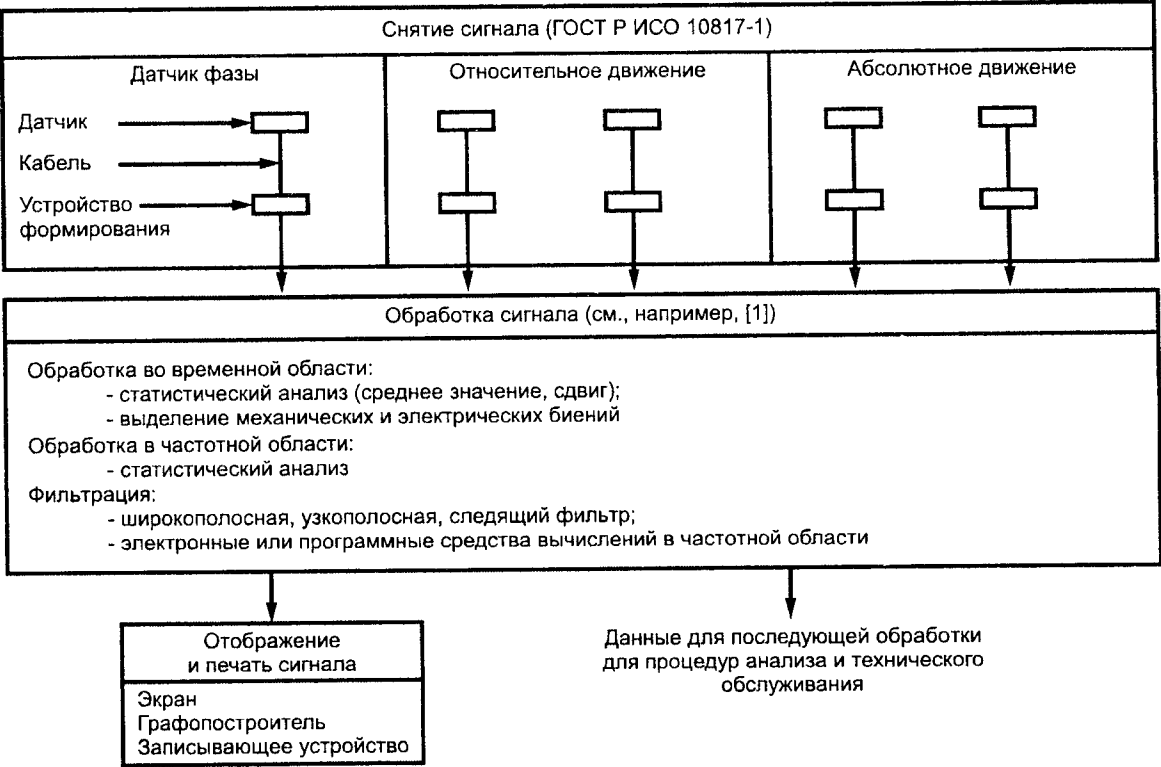 Снятие сигнала (ГОСТ Р ИСО 10817-1)
Датчик фазы
Относительное движение
Абсолютное движение
Датчик
Кабель
Устройство
формирования
Обработка сигнала (см., например, [1])
Обработка во временной области:
- статистический анализ (среднее значение, сдвиг);
- выделение механических и электрических биений
Обработка в частотной области:
- статистический анализ
Фильтрация:
- широкополосная, узкополосная, следящий фильтр;
- электронные или программные средства вычислений в частотной области
Отображение
и печать сигнала
Экран
Графопостроитель
Записывающее устройство
Данные для последующей обработки
для процедур анализа и технического
обслуживания